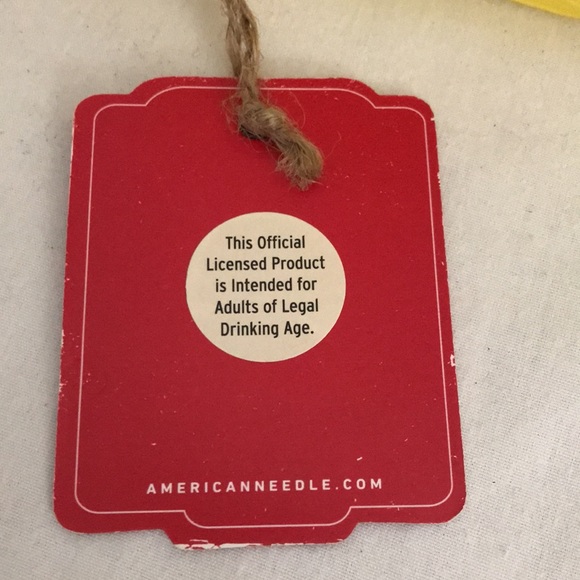 This Official
Licensed Product
is Intended for
Adults of Legal
Drinking Age.
AMERICANNEEDLE.COM